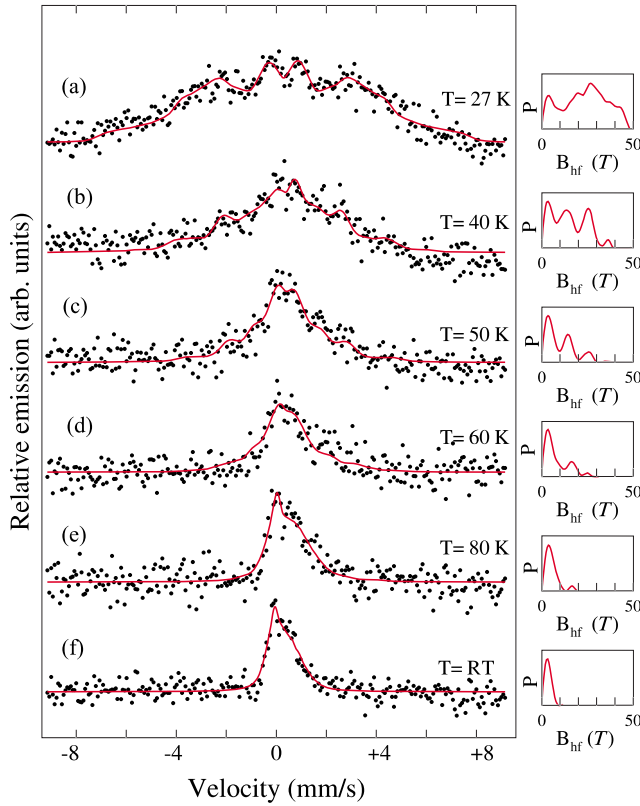 (a)
T= 27 K
P
0
50
B_hf (T)
(b)
T= 40 K
P
0
50
B_hf (T)
(c)
T= 50 K
P
0
50
B_hf (T)
(d)
T= 60 K
P
0
50
B_hf (T)
(e)
T= 80 K
P
0
50
B_hf (T)
(f)
T= RT
P
0
50
B_hf (T)
Relative emission (arb. units)
-8 -4 0 +4 +8
Velocity (mm/s)